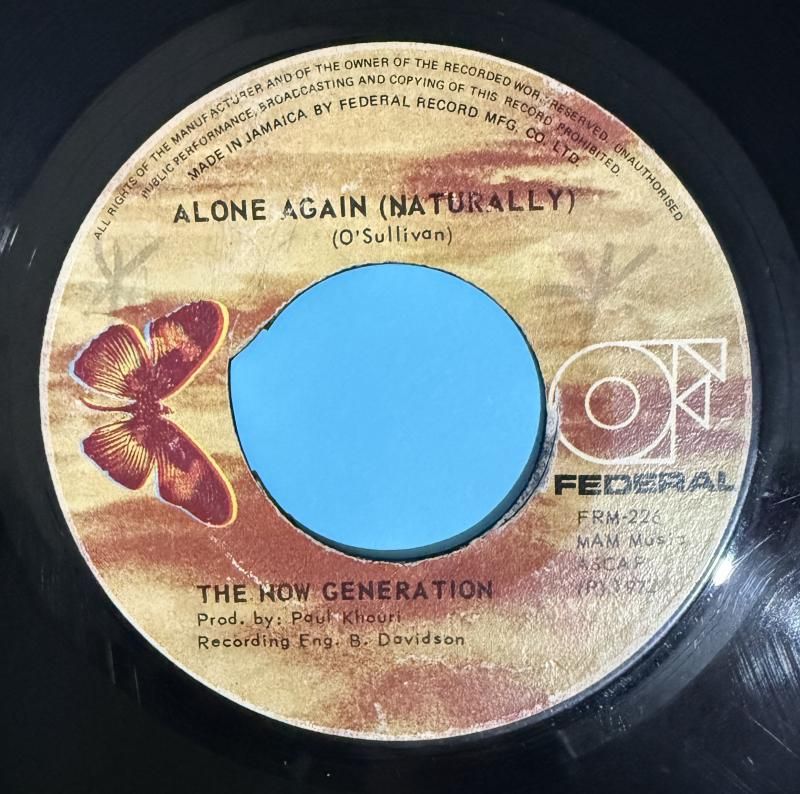 ALL RIGHTS OF THE MANUFACTURER AND OF THE OWNER OF THE RECORDED WORK RESERVED. UNAUTHORISED
PUBLIC PERFORMANCE, BROADCASTING AND COPYING OF THIS RECORD PROHIBITED
MADE IN JAMAICA BY FEDERAL RECORD MFG. CO. LTD.
ALONE AGAIN (NATURALLY)
(O'Sullivan)
FEDERAL
FRM-226
MAM Music
ASCAP
THE NOW GENERATION
Prod. by: Paul Khouri
Recording Eng. B. Davidson